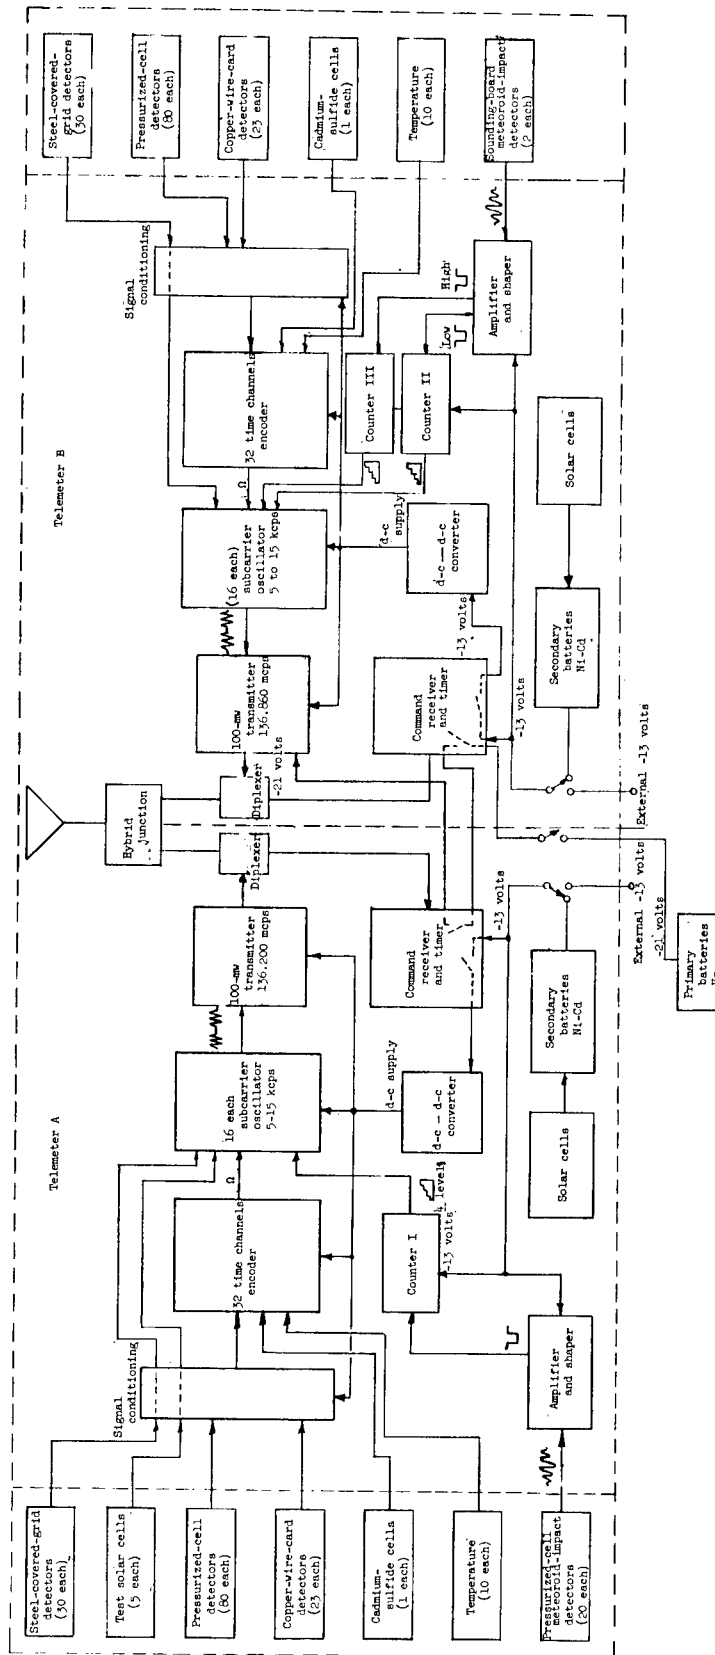 Telemeter A
Telemeter B
Steel-covered-grid
detectors
(30 each)
Test solar cells
(5 each)
Pressurized-cell
detectors
(80 each)
Copper-wire-card
detectors
(23 each)
Cadmium-
sulfide cells
(1 each)
Temperature
(10 each)
Pressurized-cell
meteoroid-impact
detectors
(20 each)
Signal
conditioning
32 time channels
encoder
Ω
16 each
subcarrier
oscillator
5-15 kcps
100-mw
transmitter
136.200 mcps
Diplexer
Hybrid
junction
Counter I
4 levels
-13 volts
d-c — d-c
converter
d-c supply
Command
receiver
and timer
-13 volts
Amplifier
and shaper
Solar cells
Secondary
batteries
Ni-Cd
External -13 volts
-21 volts
Primary
batteries
Diplexer
-21 volts
100-mw
transmitter
136.860 mcps
(16 each)
subcarrier
oscillator
5 to 15 kcps
Ω
32 time channels
encoder
Signal
conditioning
Steel-covered-
grid detectors
(30 each)
Pressurized-cell
detectors
(80 each)
Copper-wire-card
detectors
(23 each)
Cadmium-
sulfide cells
(1 each)
Temperature
(10 each)
Sounding-board
meteoroid-impact
detectors
(2 each)
Counter III
Counter II
High
Low
Amplifier
and shaper
d-c
supply
d-c — d-c
converter
-13 volts
Command
receiver
and timer
-13 volts
Secondary
batteries
Ni-Cd
Solar cells
External -13 volts